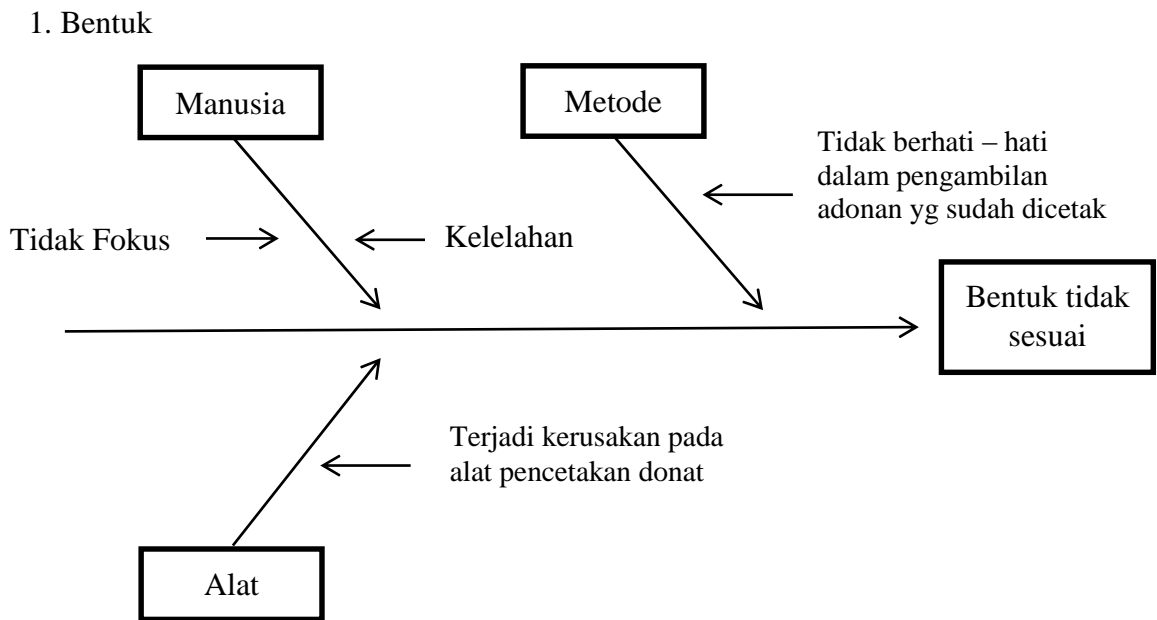 1. Bentuk
Manusia
Metode
Tidak berhati – hati
dalam pengambilan
adonan yg sudah dicetak
Tidak Fokus
Kelelahan
Bentuk tidak
sesuai
Terjadi kerusakan pada
alat pencetakan donat
Alat